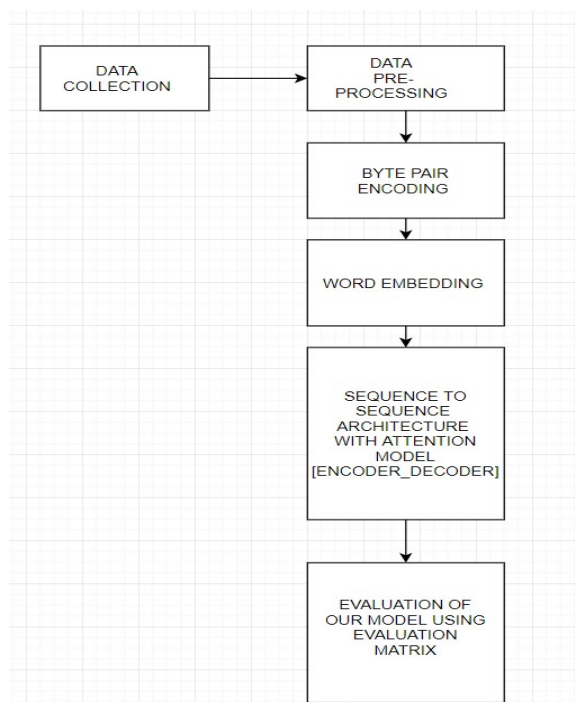 DATA
COLLECTION
DATA
PRE-
PROCESSING
BYTE PAIR
ENCODING
WORD EMBEDDING
SEQUENCE TO
SEQUENCE
ARCHITECTURE
WITH ATTENTION
MODEL
[ENCODER_DECODER]
EVALUATION OF
OUR MODEL USING
EVALUATION
MATRIX